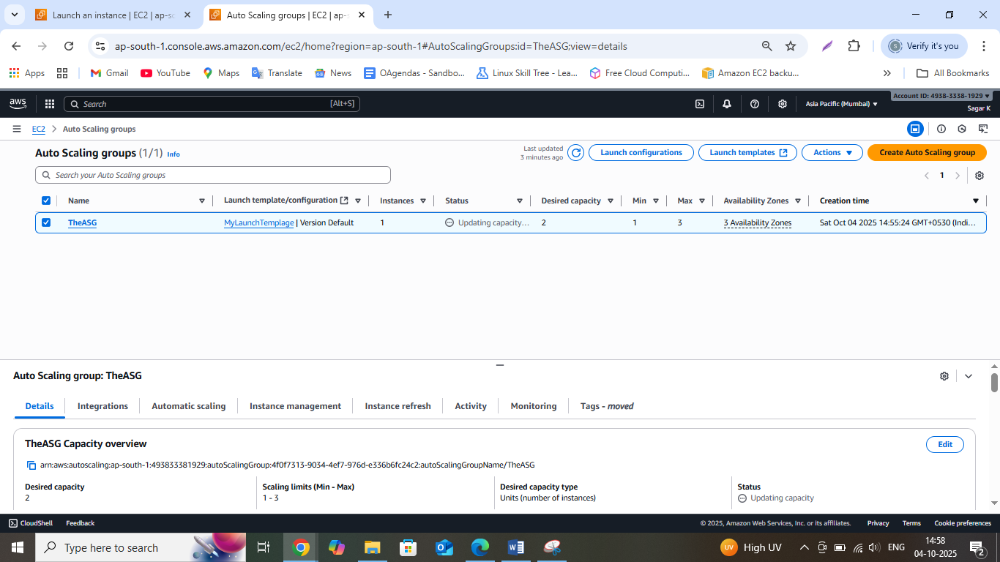 Launch an instance | EC2 | ap-so
Auto Scaling groups | EC2 | ap-s
ap-south-1.console.aws.amazon.com/ec2/home?region=ap-south-1#AutoScalingGroups:id=TheASG;view=details
S Verify it's you
Apps Gmail YouTube Maps Translate News OAgendas - Sandbo... Linux Skill Tree - Lea... Free Cloud Computi... Amazon EC2 backu... » All Bookmarks
aws Search [Alt+S] Asia Pacific (Mumbai) Account ID: 4938-3338-1929
Sagar K
EC2 > Auto Scaling groups
Auto Scaling groups (1/1) Info
Last updated
3 minutes ago
Launch configurations Launch templates Actions Create Auto Scaling group
Search your Auto Scaling groups
1
Name Launch template/configuration Instances Status Desired capacity Min Max Availability Zones Creation time
TheASG MyLaunchTemplage | Version Default 1 Updating capacity... 2 1 3 3 Availability Zones Sat Oct 04 2025 14:55:24 GMT+0530 (Indi...
Auto Scaling group: TheASG
Details Integrations Automatic scaling Instance management Instance refresh Activity Monitoring Tags - moved
TheASG Capacity overview
Edit
arn:aws:autoscaling:ap-south-1:493833381929:autoScalingGroup:4f0f7313-9034-4ef7-976d-e336b6fc24c2:autoScalingGroupName/TheASG
Desired capacity Scaling limits (Min - Max) Desired capacity type Status
2 1 - 3 Units (number of instances) Updating capacity
CloudShell Feedback © 2025, Amazon Web Services, Inc. or its affiliates. Privacy Terms Cookie preferences
Type here to search UV High UV ENG 14:58
04-10-2025 2